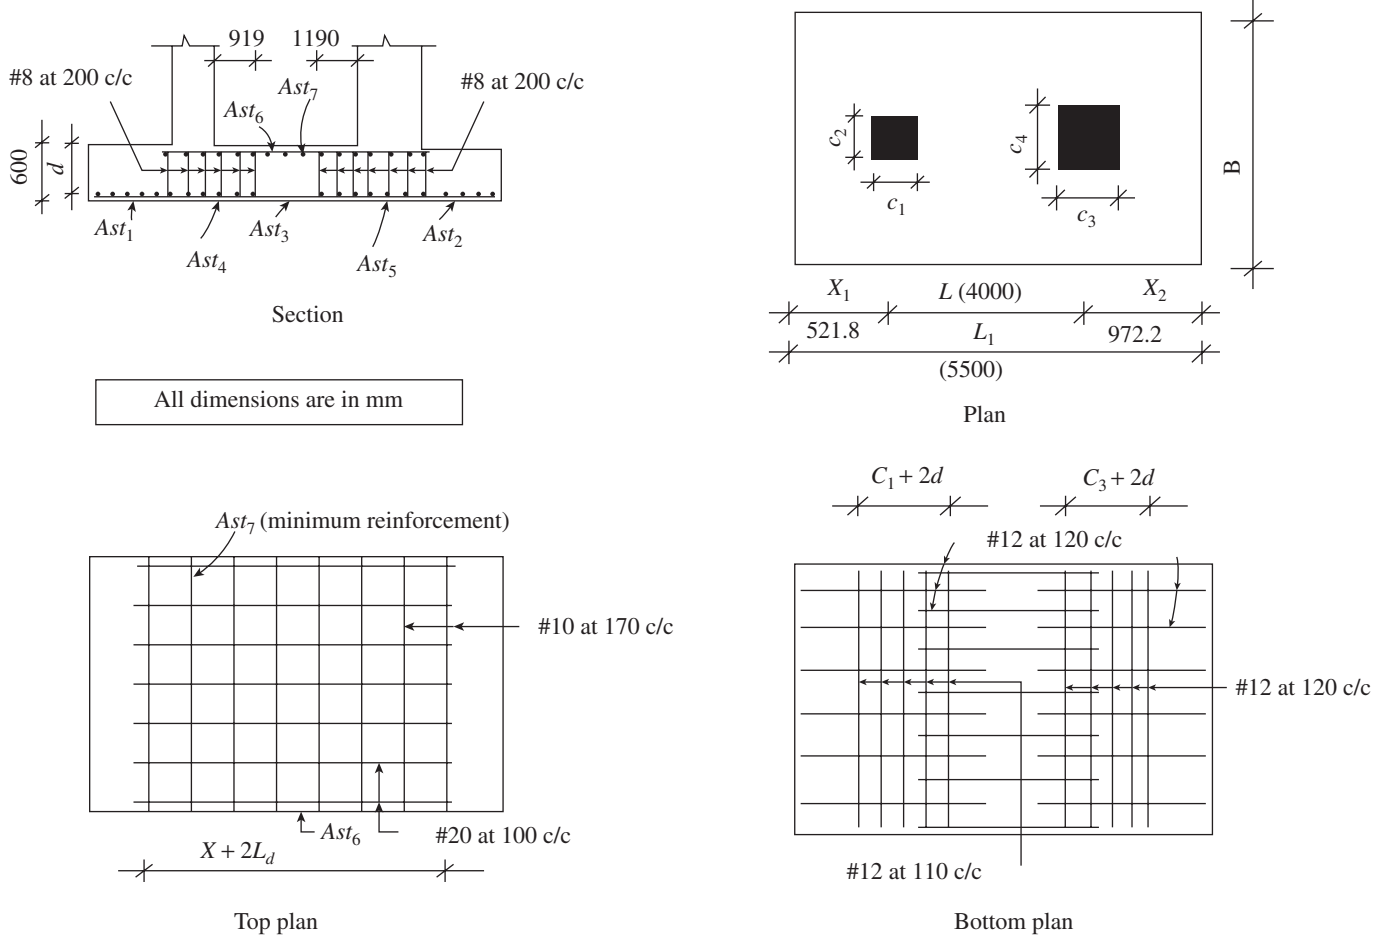 919
1190
#8 at 200 c/c
#8 at 200 c/c
Ast7
Ast6
600
d
Ast1
Ast4
Ast3
Ast5
Ast2
Section
All dimensions are in mm
c2
c1
c4
c3
B
X1
L (4000)
X2
521.8
L1
972.2
(5500)
Plan
Ast7 (minimum reinforcement)
#10 at 170 c/c
Ast6
#20 at 100 c/c
X + 2Ld
Top plan
C1 + 2d
C3 + 2d
#12 at 120 c/c
#12 at 120 c/c
#12 at 110 c/c
Bottom plan